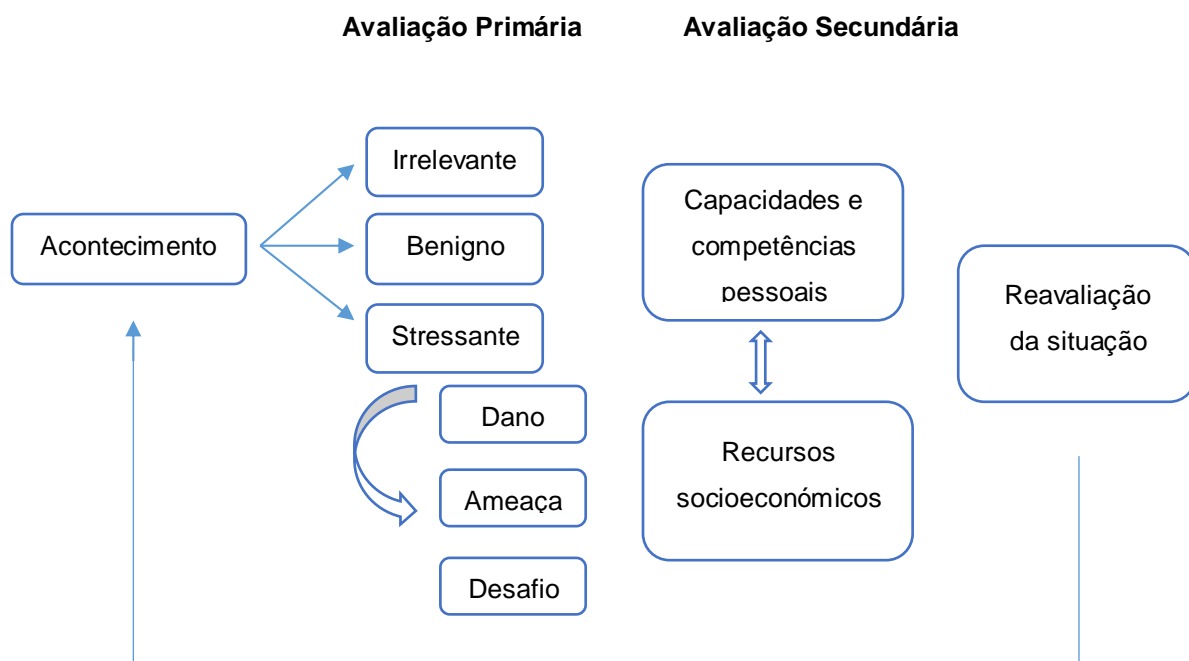 Avaliação Primária
Avaliação Secundária
Acontecimento
Irrelevante
Benigno
Stressante
Dano
Ameaça
Desafio
Capacidades e
competências
pessoais
Recursos
socioeconómicos
Reavaliação
da situação